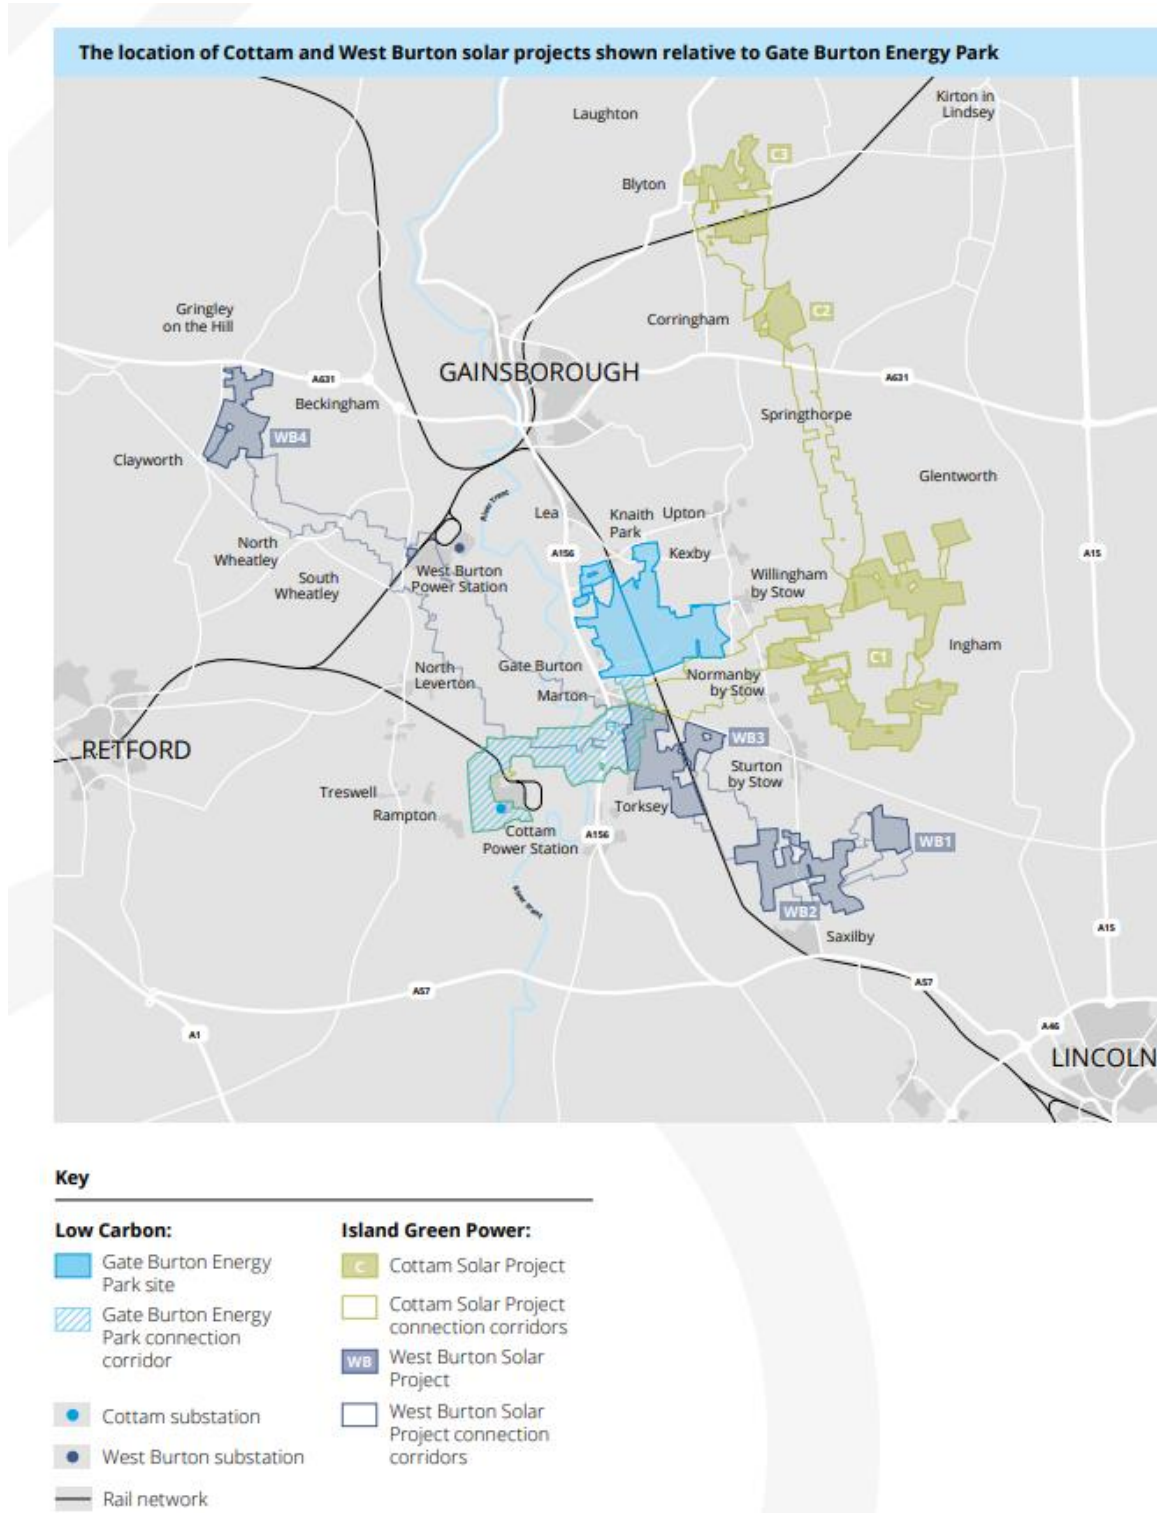 The location of Cottam and West Burton solar projects shown relative to Gate Burton Energy Park
Kirton in
Lindsey
Laughton
C3
Blyton
Gringley
on the Hill
C2
Corringham
GAINSBOROUGH
A631
A631
Beckingham
Springthorpe
WB4
Clayworth
Glentworth
River Trent
Lea
Knaith
Park
Upton
North
Wheatley
A156
Kexby
A15
South
Wheatley
West Burton
Power Station
Willingham
by Stow
Ingham
C1
North
Leverton
Gate Burton
Normanby
by Stow
Marton
WB3
RETFORD
Sturton
by Stow
Treswell
Rampton
Torksey
Cottam
Power Station
A156
WB1
River Trent
WB2
Saxilby
A15
A57
A57
A1
A46
LINCOLN
Key
Low Carbon:
Gate Burton Energy
Park site
Gate Burton Energy
Park connection
corridor
Cottam substation
West Burton substation
Rail network
Island Green Power:
C
Cottam Solar Project
Cottam Solar Project
connection corridors
WB
West Burton Solar
Project
West Burton Solar
Project connection
corridors